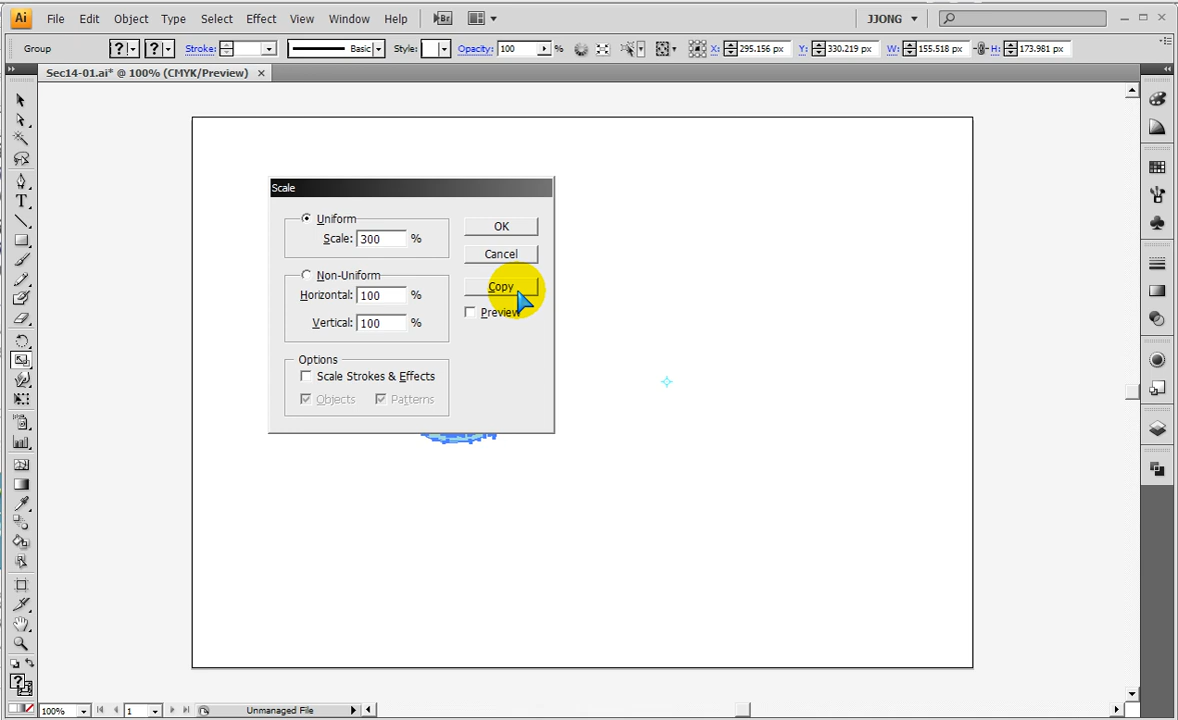 Ai File Edit Object Type Select Effect View Window Help Br JJONG
Group ? ? Stroke: Basic Style: Opacity: 100 % X: 295.156 px Y: 330.219 px W: 155.518 px H: 173.981 px
Sec14-01.ai* @ 100% (CMYK/Preview)
Scale
Uniform
OK
Scale: 300 %
Cancel
Non-Uniform
Copy
Horizontal: 100 %
Preview
Vertical: 100 %
Options
Scale Strokes & Effects
Objects Patterns
T
?
100% 1 Unmanaged File